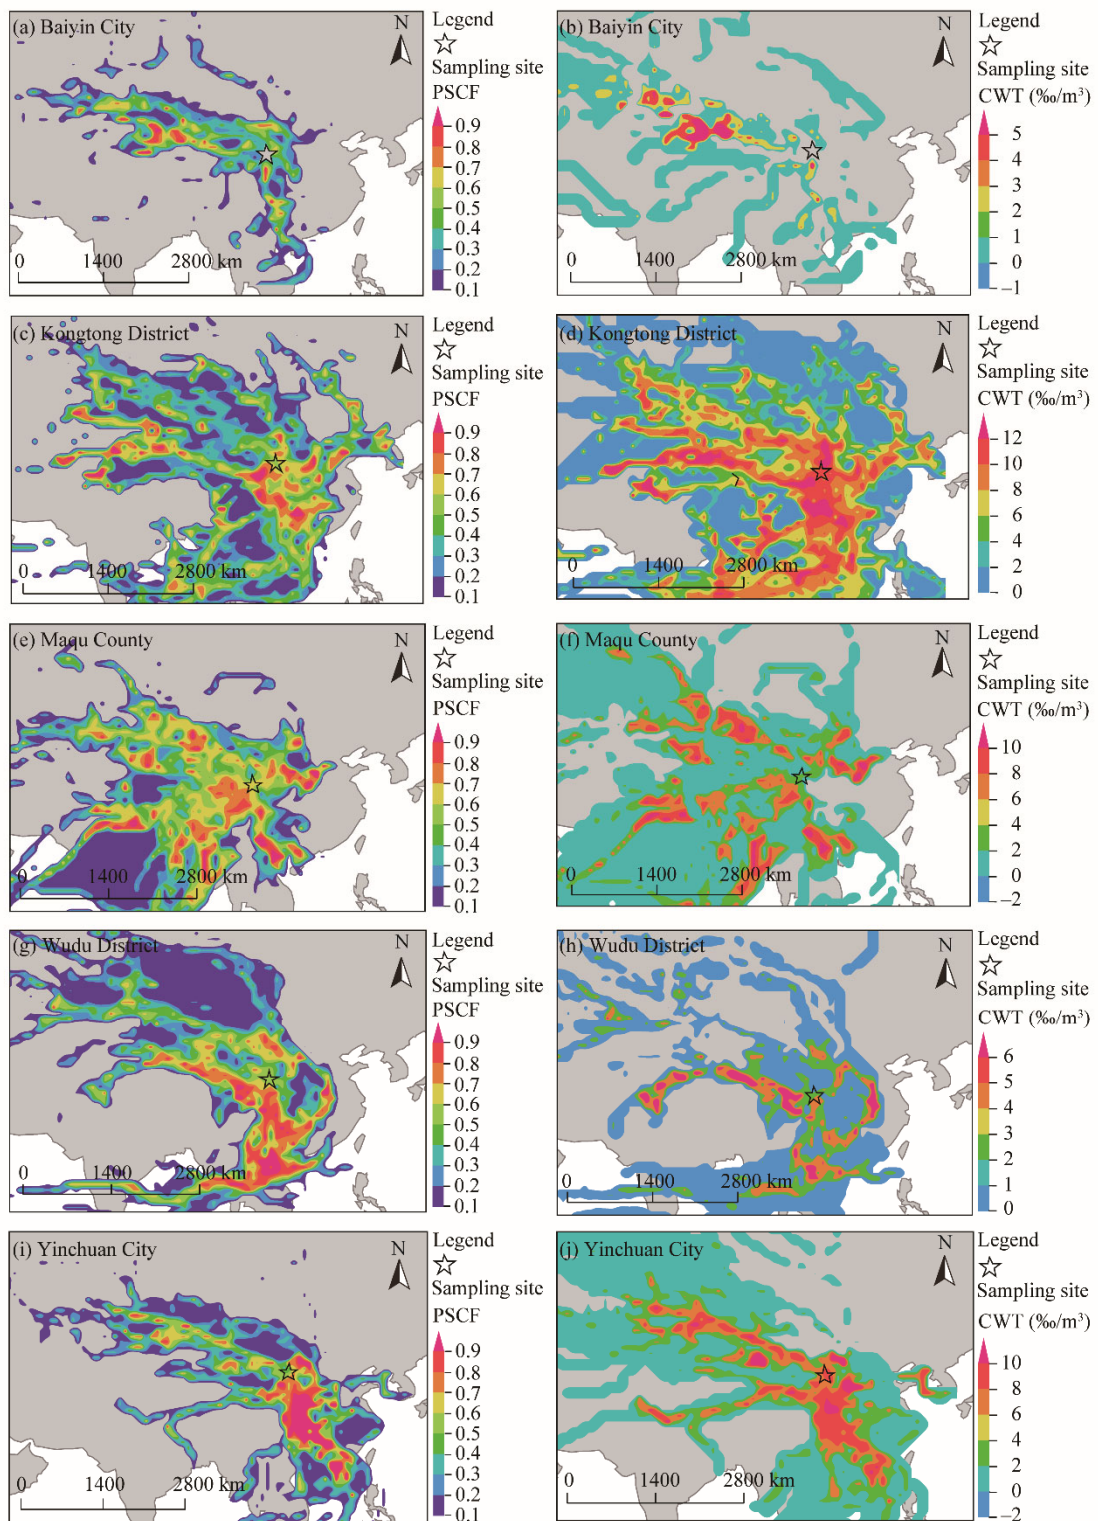 (a) Baiyin City
N
Legend
Sampling site
PSCF
0.9
0.8
0.7
0.6
0.5
0.4
0.3
0.2
0.1
0 1400 2800 km
(b) Baiyin City
N
Legend
Sampling site
CWT (‰/m³)
5
4
3
2
1
0
–1
0 1400 2800 km
(c) Kongtong District
N
Legend
Sampling site
PSCF
0.9
0.8
0.7
0.6
0.5
0.4
0.3
0.2
0.1
0 1400 2800 km
(d) Kongtong District
N
Legend
Sampling site
CWT (‰/m³)
12
10
8
6
4
2
0
0 1400 2800 km
(e) Maqu County
N
Legend
Sampling site
PSCF
0.9
0.8
0.7
0.6
0.5
0.4
0.3
0.2
0.1
0 1400 2800 km
(f) Maqu County
N
Legend
Sampling site
CWT (‰/m³)
10
8
6
4
2
0
–2
0 1400 2800 km
(g) Wudu District
N
Legend
Sampling site
PSCF
0.9
0.8
0.7
0.6
0.5
0.4
0.3
0.2
0.1
0 1400 2800 km
(h) Wudu District
N
Legend
Sampling site
CWT (‰/m³)
6
5
4
3
2
1
0
0 1400 2800 km
(i) Yinchuan City
N
Legend
Sampling site
PSCF
0.9
0.8
0.7
0.6
0.5
0.4
0.3
0.2
0.1
0 1400 2800 km
(j) Yinchuan City
N
Legend
Sampling site
CWT (‰/m³)
10
8
6
4
2
0
–2
0 1400 2800 km